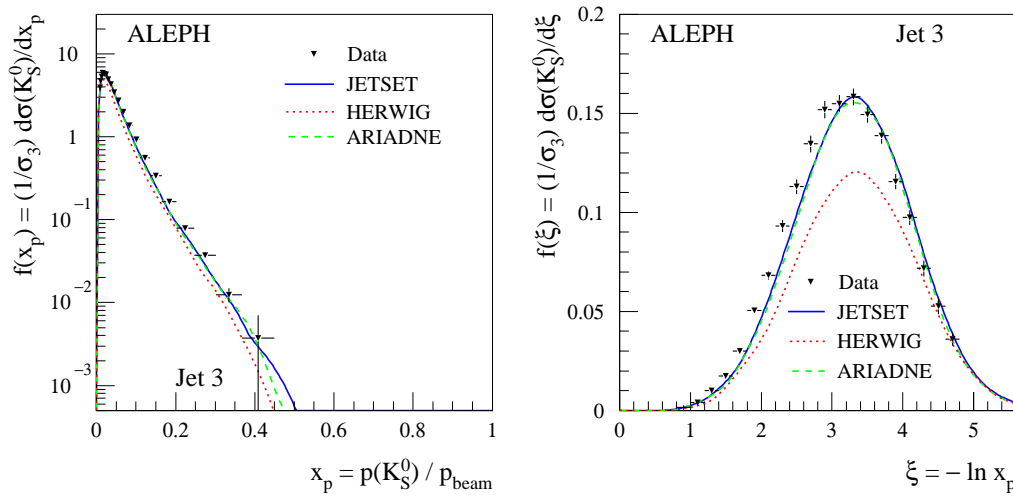 ALEPH
Data
JETSET
HERWIG
ARIADNE
Jet 3
f(x_p) = (1/σ_3) dσ(K_S^0)/dx_p
10
1
10^-1
10^-2
10^-3
0 0.2 0.4 0.6 0.8 1
x_p = p(K_S^0) / p_beam
ALEPH Jet 3
Data
JETSET
HERWIG
ARIADNE
f(ξ) = (1/σ_3) dσ(K_S^0)/dξ
0.2
0.15
0.1
0.05
0
0 1 2 3 4 5
ξ = − ln x_p